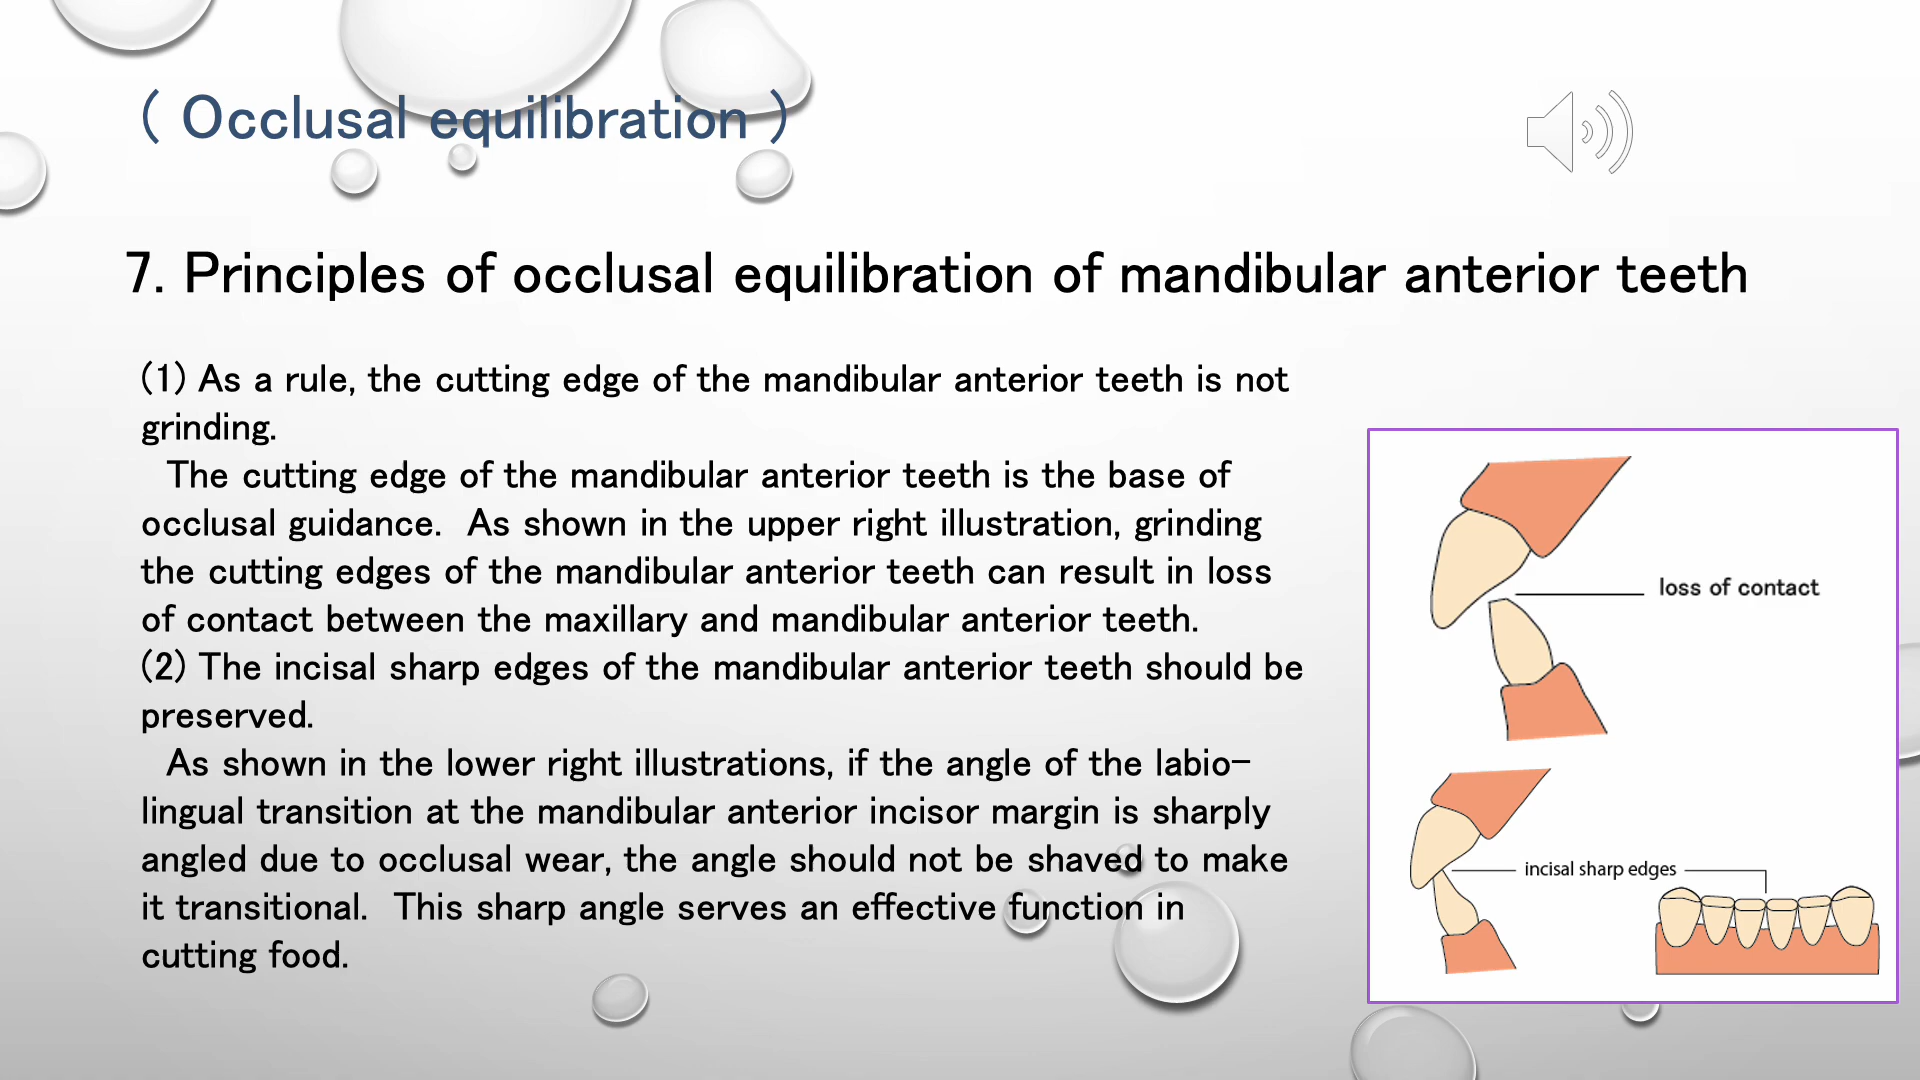 ( Occlusal equilibration )
7. Principles of occlusal equilibration of mandibular anterior teeth
(1) As a rule, the cutting edge of the mandibular anterior teeth is not
grinding.
The cutting edge of the mandibular anterior teeth is the base of
occlusal guidance. As shown in the upper right illustration, grinding
the cutting edges of the mandibular anterior teeth can result in loss
of contact between the maxillary and mandibular anterior teeth.
(2) The incisal sharp edges of the mandibular anterior teeth should be
preserved.
As shown in the lower right illustrations, if the angle of the labio-
lingual transition at the mandibular anterior incisor margin is sharply
angled due to occlusal wear, the angle should not be shaved to make
it transitional. This sharp angle serves an effective function in
cutting food.
loss of contact
incisal sharp edges